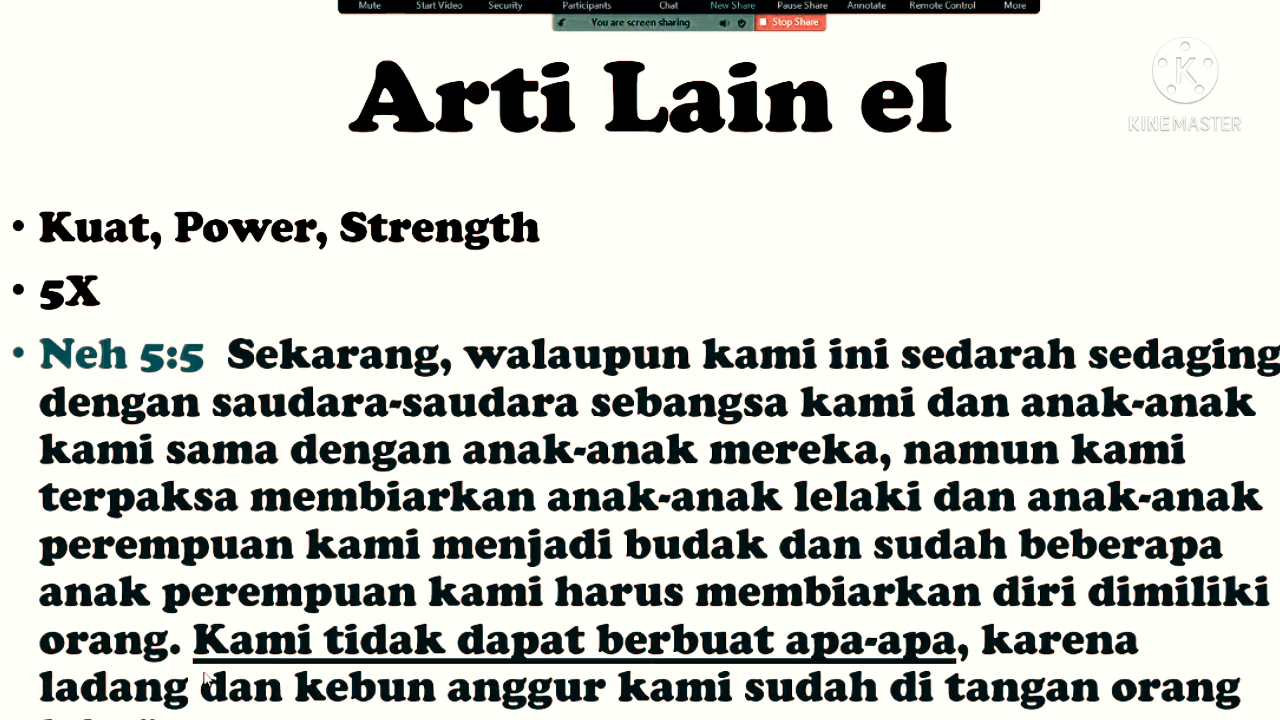 Mute Start Video Security Participants Chat New Share Pause Share Annotate Remote Control More
You are screen sharing Stop Share
Arti Lain el
K
KINEMASTER
• Kuat, Power, Strength
• 5X
• Neh 5:5 Sekarang, walaupun kami ini sedarah sedaging
dengan saudara-saudara sebangsa kami dan anak-anak
kami sama dengan anak-anak mereka, namun kami
terpaksa membiarkan anak-anak lelaki dan anak-anak
perempuan kami menjadi budak dan sudah beberapa
anak perempuan kami harus membiarkan diri dimiliki
orang. Kami tidak dapat berbuat apa-apa, karena
ladang dan kebun anggur kami sudah di tangan orang